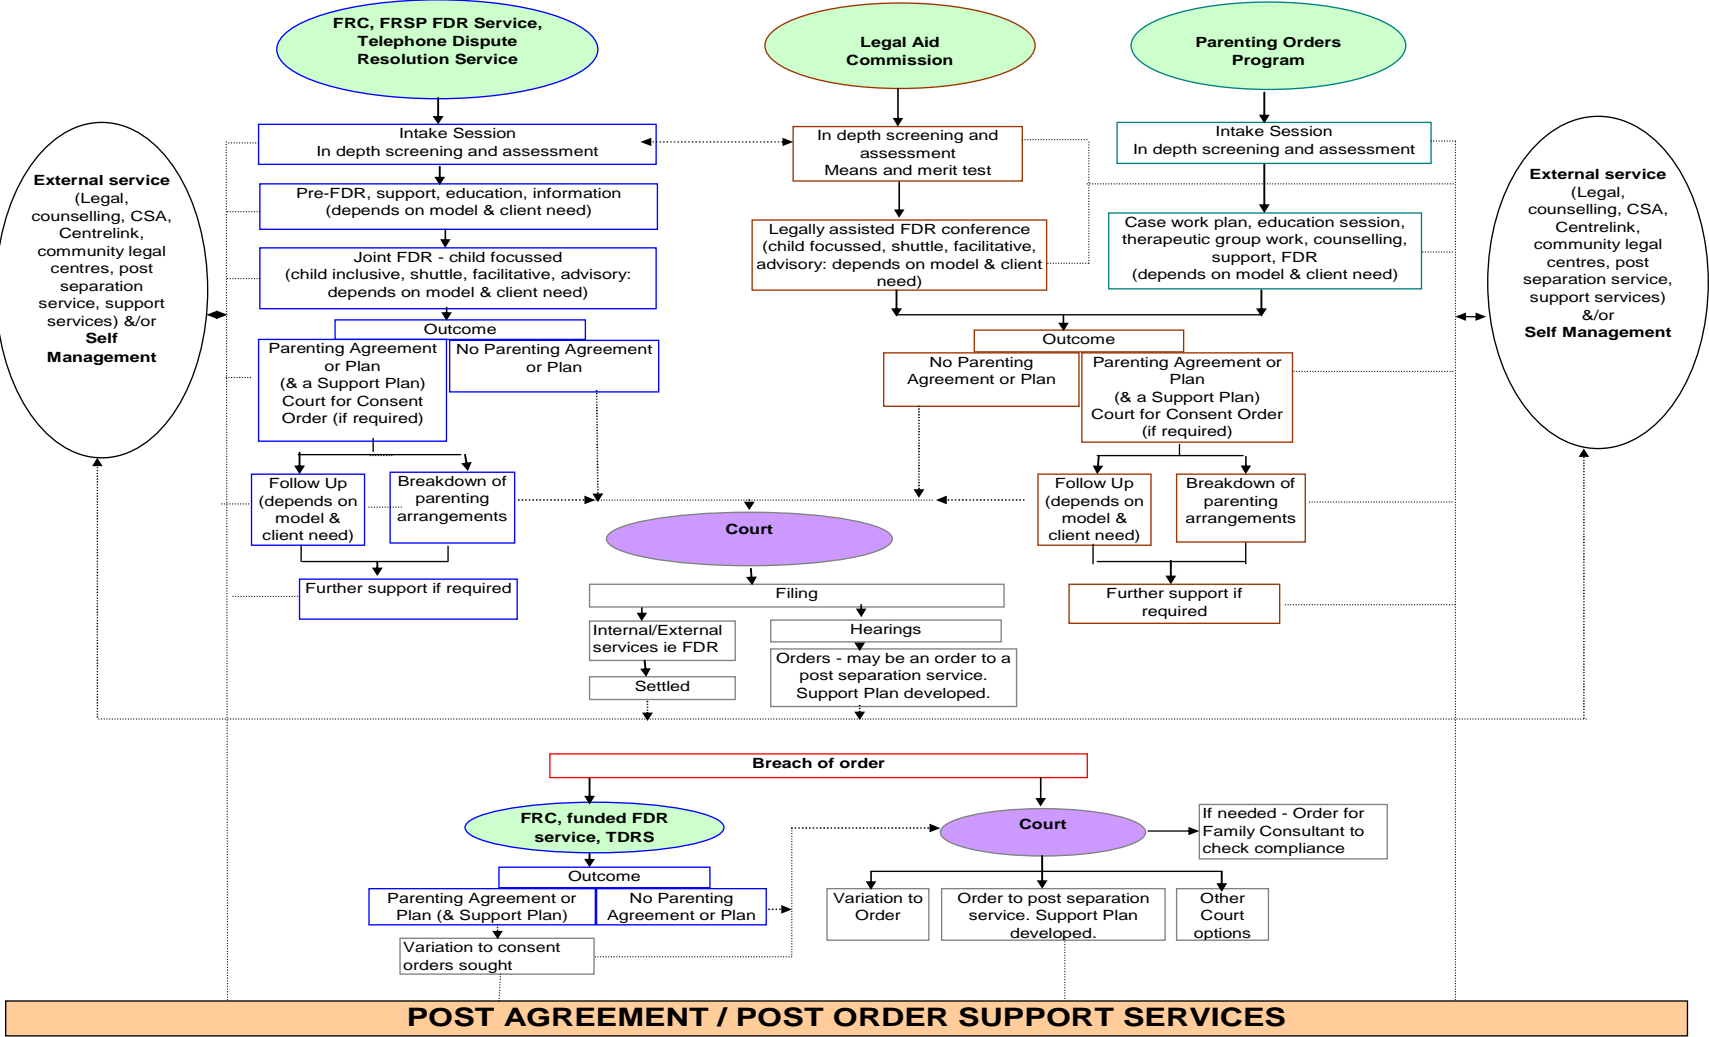 FRC, FRSP FDR Service,
Telephone Dispute
Resolution Service
Legal Aid
Commission
Parenting Orders
Program
Intake Session
In depth screening and assessment
In depth screening and
assessment
Means and merit test
Intake Session
In depth screening and assessment
External service
(Legal,
counselling, CSA,
Centrelink,
community legal
centres, post
separation
service, support
services) &/or
Self
Management
Pre-FDR, support, education, information
(depends on model & client need)
Joint FDR - child focussed
(child inclusive, shuttle, facilitative, advisory:
depends on model & client need)
Legally assisted FDR conference
(child focussed, shuttle, facilitative,
advisory: depends on model & client
need)
Case work plan, education session,
therapeutic group work, counselling,
support, FDR
(depends on model & client need)
External service
(Legal,
counselling, CSA,
Centrelink,
community legal
centres, post
separation service,
support services)
&/or
Self Management
Outcome
Parenting Agreement
or Plan
(& a Support Plan)
Court for Consent
Order (if required)
No Parenting Agreement
or Plan
Outcome
No Parenting
Agreement or Plan
Parenting Agreement or
Plan
(& a Support Plan)
Court for Consent Order
(if required)
Follow Up
(depends on
model &
client need)
Breakdown of
parenting
arrangements
Follow Up
(depends on
model &
client need)
Breakdown of
parenting
arrangements
Further support if required
Further support if
required
Court
Filing
Internal/External
services ie FDR
Settled
Hearings
Orders - may be an order to a
post separation service.
Support Plan developed.
Breach of order
FRC, funded FDR
service, TDRS
Outcome
Parenting Agreement or
Plan (& Support Plan)
No Parenting
Agreement or Plan
Variation to consent
orders sought
Court
If needed - Order for
Family Consultant to
check compliance
Variation to
Order
Order to post separation
service. Support Plan
developed.
Other
Court
options
POST AGREEMENT / POST ORDER SUPPORT SERVICES